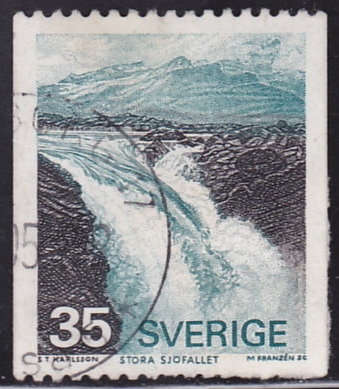 35 SVERIGE
S T KARLSSON STORA SJÖFALLET M FRANZÉN SC